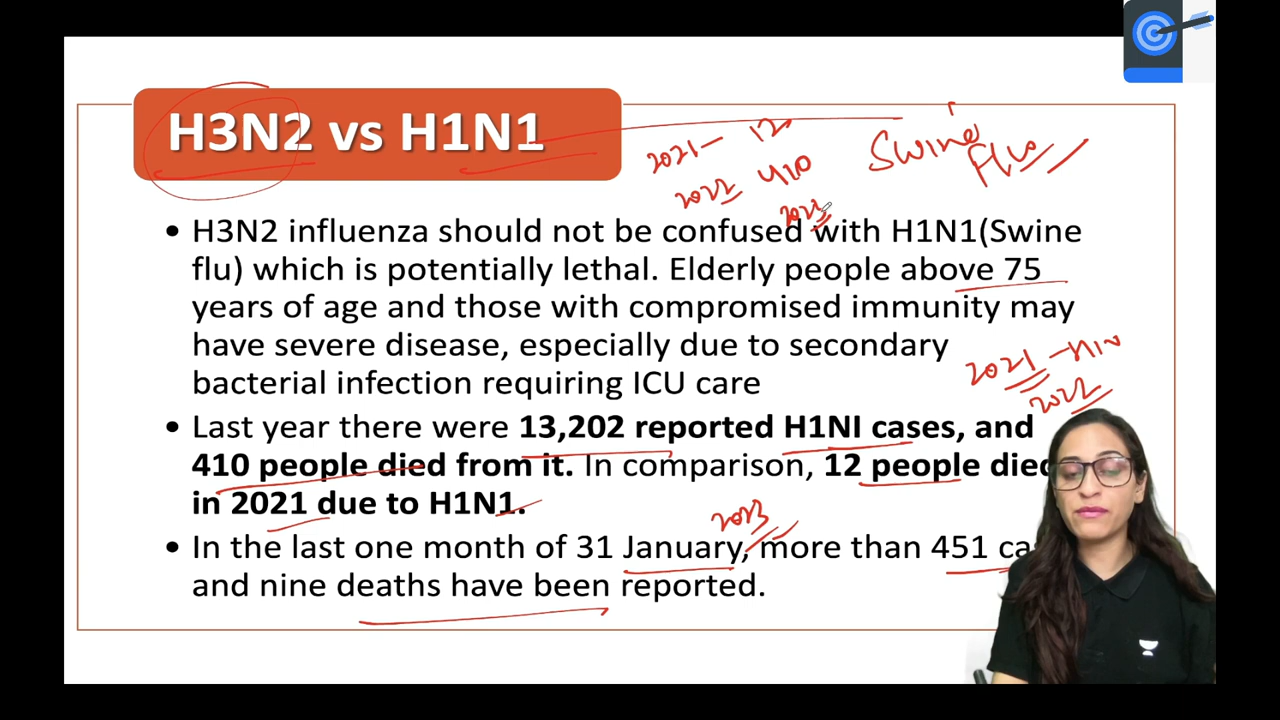 H3N2 vs H1N1
Swine
Flu
2021 - 12
2022 410
2023
• H3N2 influenza should not be confused with H1N1(Swine
flu) which is potentially lethal. Elderly people above 75
years of age and those with compromised immunity may
have severe disease, especially due to secondary
bacterial infection requiring ICU care
2021 -
2022
• Last year there were 13,202 reported H1NI cases, and
410 people died from it. In comparison, 12 people died
in 2021 due to H1N1.
2023
• In the last one month of 31 January, more than 451 ca
and nine deaths have been reported.